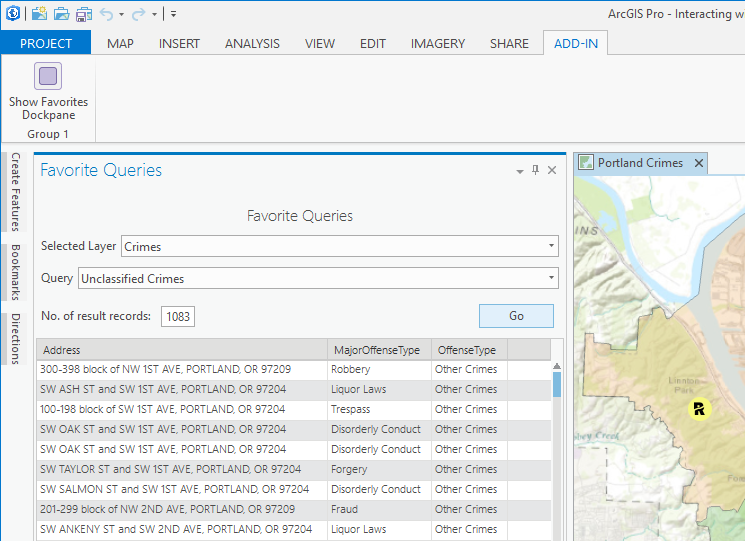 ArcGIS Pro - Interacting w
PROJECT MAP INSERT ANALYSIS VIEW EDIT IMAGERY SHARE ADD-IN
Show Favorites
Dockpane
Group 1
Create Features
Bookmarks
Directions
Favorite Queries
Favorite Queries
Selected Layer Crimes
Query Unclassified Crimes
No. of result records: 1083 Go
Address MajorOffenseType OffenseType
300-398 block of NW 1ST AVE, PORTLAND, OR 97209 Robbery Other Crimes
SW ASH ST and SW 1ST AVE, PORTLAND, OR 97204 Liquor Laws Other Crimes
100-198 block of SW 1ST AVE, PORTLAND, OR 97204 Trespass Other Crimes
SW OAK ST and SW 1ST AVE, PORTLAND, OR 97204 Disorderly Conduct Other Crimes
SW OAK ST and SW 1ST AVE, PORTLAND, OR 97204 Disorderly Conduct Other Crimes
SW TAYLOR ST and SW 1ST AVE, PORTLAND, OR 97204 Forgery Other Crimes
SW SALMON ST and SW 1ST AVE, PORTLAND, OR 97204 Disorderly Conduct Other Crimes
201-299 block of NW 2ND AVE, PORTLAND, OR 97209 Fraud Other Crimes
SW ANKENY ST and SW 2ND AVE, PORTLAND, OR 97204 Liquor Laws Other Crimes
Portland Crimes
INS
Linnton
Park
R